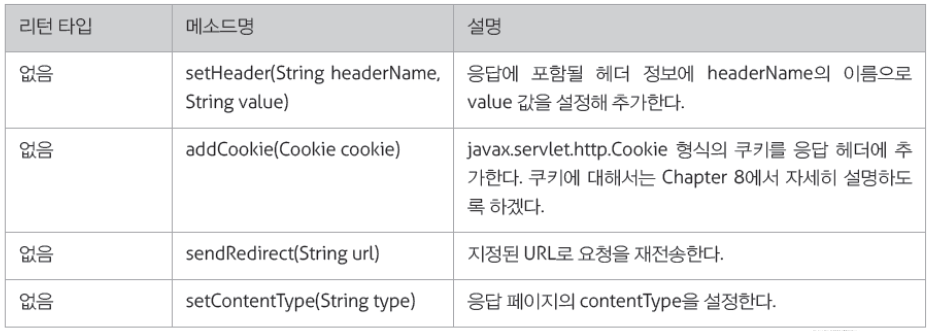 리턴 타입
메소드명
설명
없음
setHeader(String headerName,
String value)
응답에 포함될 헤더 정보에 headerName의 이름으로
value 값을 설정해 추가한다.
없음
addCookie(Cookie cookie)
javax.servlet.http.Cookie 형식의 쿠키를 응답 헤더에 추
가한다. 쿠키에 대해서는 Chapter 8에서 자세히 설명하도
록 하겠다.
없음
sendRedirect(String url)
지정된 URL로 요청을 재전송한다.
없음
setContentType(String type)
응답 페이지의 contentType을 설정한다.